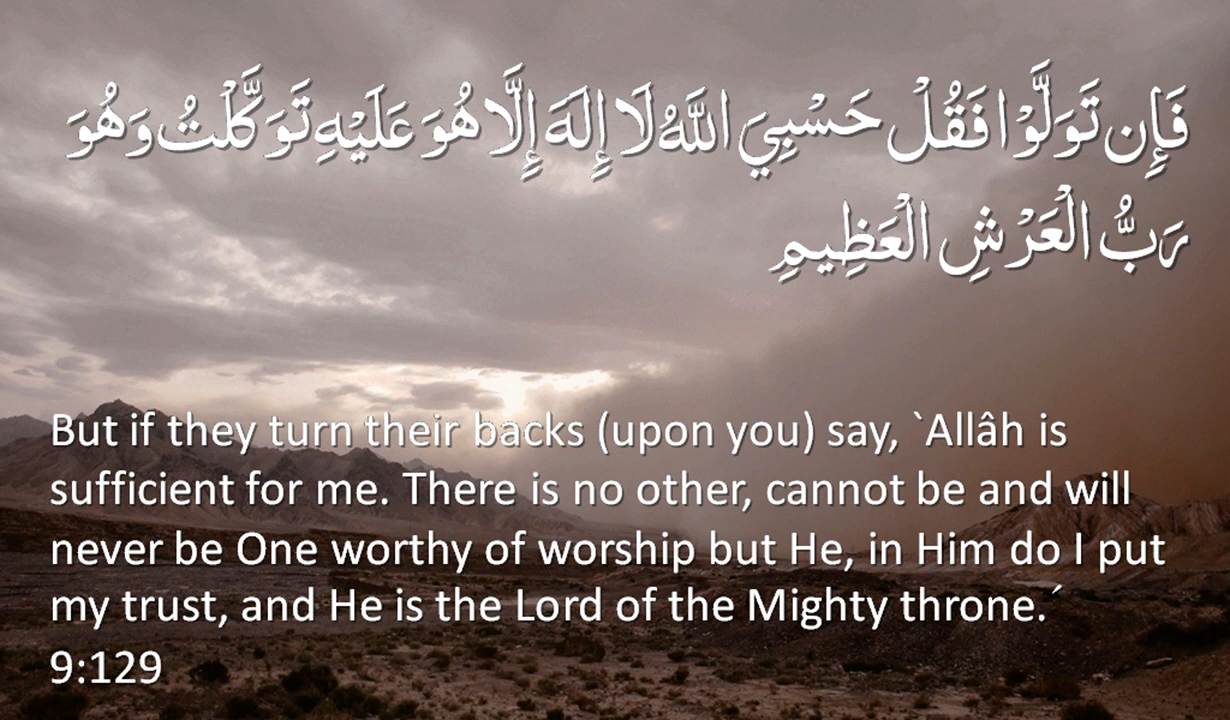 فَإِن تَوَلَّوْا فَقُلْ حَسْبِيَ اللَّهُ لَا إِلَهَ إِلَّا هُوَ عَلَيْهِ تَوَكَّلْتُ وَهُوَ
رَبُّ الْعَرْشِ الْعَظِيمِ
But if they turn their backs (upon you) say, `Allâh is
sufficient for me. There is no other, cannot be and will
never be One worthy of worship but He, in Him do I put
my trust, and He is the Lord of the Mighty throne.´
9:129